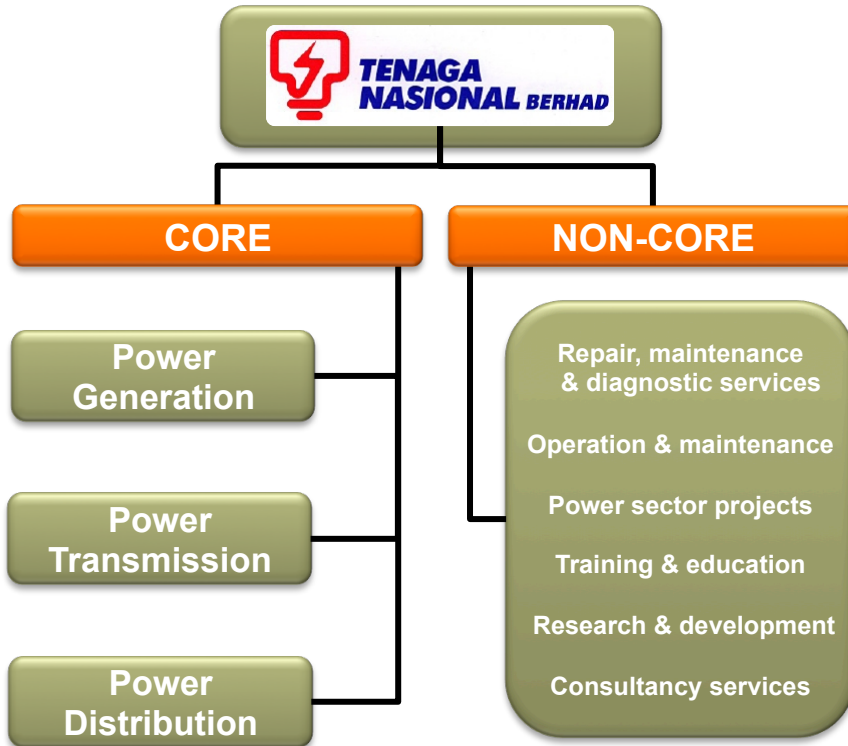 TENAGA
NASIONAL BERHAD
CORE
NON-CORE
Power
Generation
Power
Transmission
Power
Distribution
Repair, maintenance
& diagnostic services
Operation & maintenance
Power sector projects
Training & education
Research & development
Consultancy services